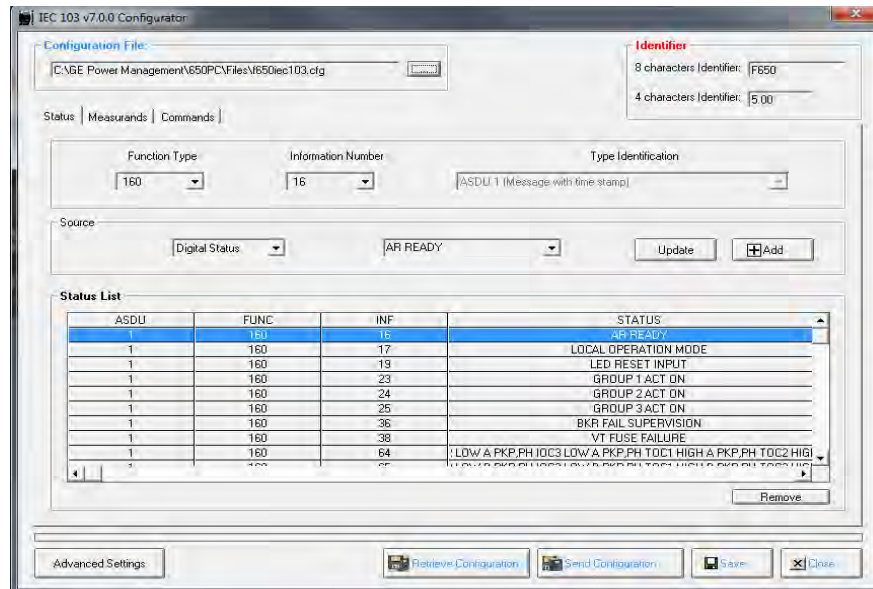 IEC 103 v7.0.0 Configurator
Configuration File:
C:\GE Power Management\650PC\Files\f650iec103.cfg
Identifier
8 characters Identifier: F650
4 characters Identifier: 5.00
Status Measurands Commands
Function Type Information Number Type Identification
160 16 ASDU 1 (Message with time stamp)
Source
Digital Status AR READY Update Add
Status List
ASDU FUNC INF STATUS
1 160 16 AR READY
1 160 17 LOCAL OPERATION MODE
1 160 19 LED RESET INPUT
1 160 23 GROUP 1 ACT ON
1 160 24 GROUP 2 ACT ON
1 160 25 GROUP 3 ACT ON
1 160 36 BKR FAIL SUPERVISION
1 160 38 VT FUSE FAILURE
1 160 64 LOW A PKP,PH IOC3 LOW A PKP,PH TOC1 HIGH A PKP,PH TOC2 HIG
1 160 65
Remove
Advanced Settings Retrieve Configuration Send Configuration Save Close